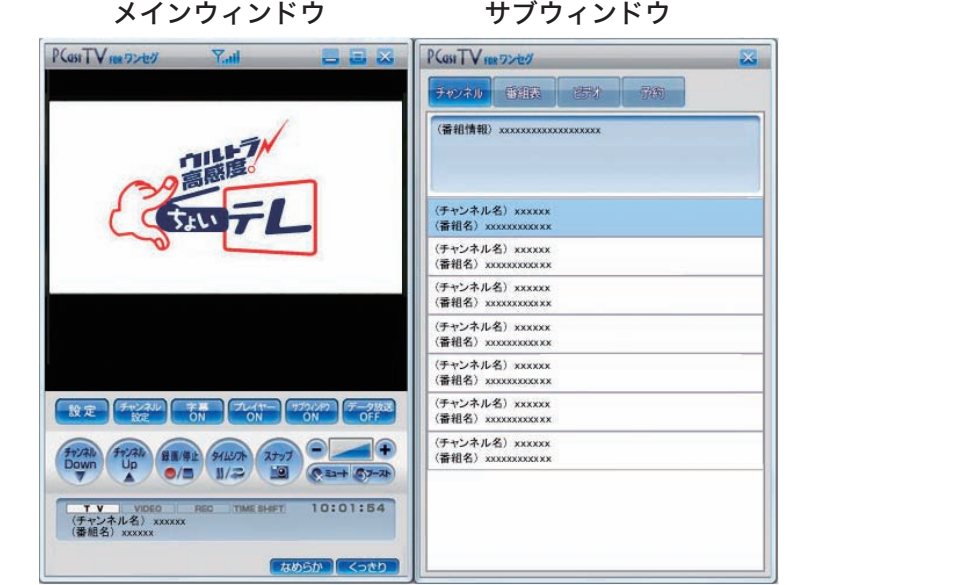 メインウィンドウ
サブウィンドウ
PCastTV FOR ワンセグ
ウルトラ
高感度。
ちょいテレ
設定
チャンネル
設定
字幕
ON
プレイヤー
ON
サブウィンドウ
ON
データ放送
OFF
チャンネル
Down
チャンネル
Up
録画/停止
タイムシフト
スナップ
ミュート
ブースト
TV VIDEO REC TIME SHIFT 10:01:54
(チャンネル名) xxxxxx
(番組名) xxxxxx
なめらか くっきり
PCastTV FOR ワンセグ
チャンネル 番組表 ビデオ 予約
(番組情報) xxxxxxxxxxxxxxxxxxx
(チャンネル名) xxxxxx
(番組名) xxxxxxxxxxxx
(チャンネル名) xxxxxx
(番組名) xxxxxxxxxxxx
(チャンネル名) xxxxxx
(番組名) xxxxxxxxxxxx
(チャンネル名) xxxxxx
(番組名) xxxxxxxxxxxx
(チャンネル名) xxxxxx
(番組名) xxxxxxxxxxxx
(チャンネル名) xxxxxx
(番組名) xxxxxxxxxxxx
(チャンネル名) xxxxxx
(番組名) xxxxxxxxxxxx